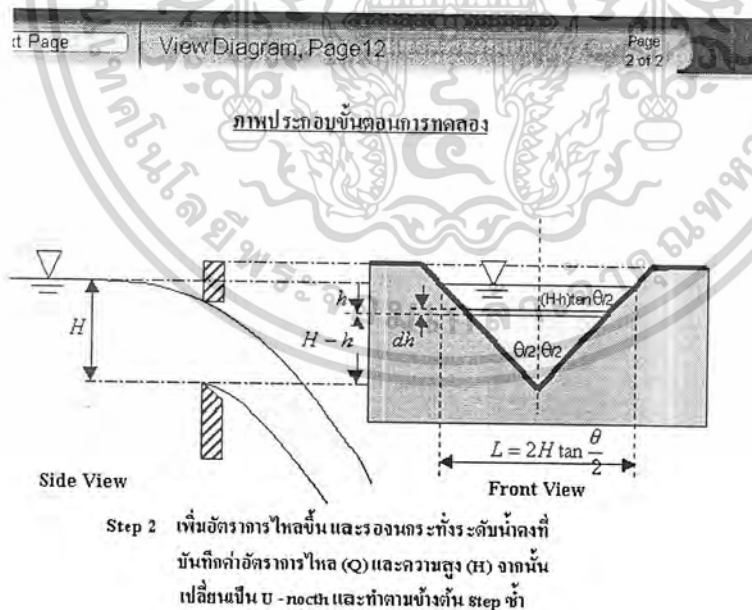 xt Page
View Diagram, Page12
Page
2 of 2
ภาพประกอบขั้นตอนการทดลอง
H
h
H - h
dh
(H-h)tanθ/2
θ/2 θ/2
L = 2H tan θ/2
Side View
Front View
Step 2 เพิ่มอัตราการไหลขึ้น และรอจนกระทั่งระดับน้ำคงที่
บันทึกค่าอัตราการไหล (Q) และความสูง (H) จากนั้น
เปลี่ยนเป็น U - nocth และทำตามข้างต้น Step ซ้ำ